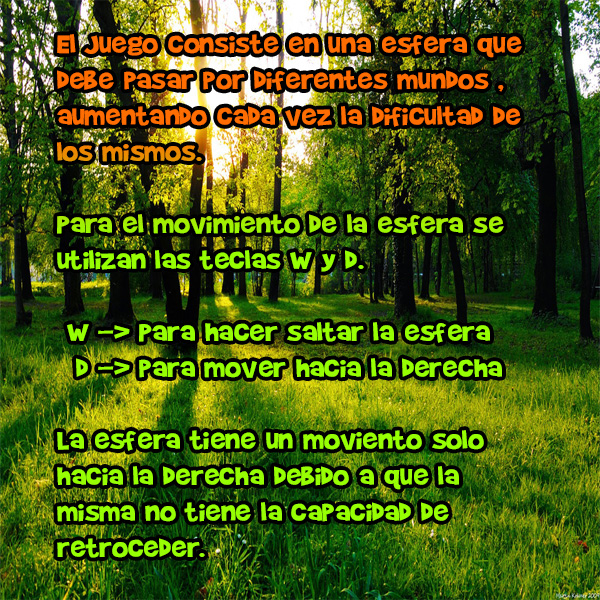 El juego consiste en una esfera que
debe pasar por diferentes mundos ,
aumentando cada vez la dificultad de
los mismos.
Para el movimiento de la esfera se
utilizan las teclas W y D.
W -> Para hacer saltar la esfera
D -> Para mover hacia la derecha
La esfera tiene un moviento solo
hacia la derecha debido a que la
misma no tiene la capacidad de
retroceder.